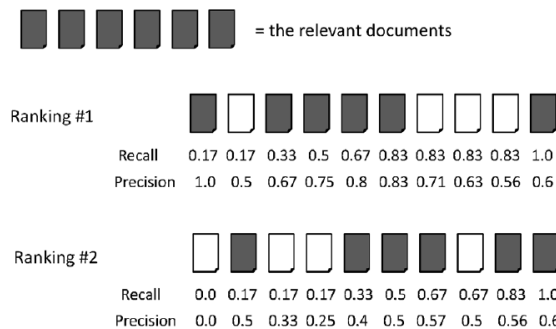 = the relevant documents
Ranking #1
Recall 0.17 0.17 0.33 0.5 0.67 0.83 0.83 0.83 0.83 1.0
Precision 1.0 0.5 0.67 0.75 0.8 0.83 0.71 0.63 0.56 0.6
Ranking #2
Recall 0.0 0.17 0.17 0.17 0.33 0.5 0.67 0.67 0.83 1.0
Precision 0.0 0.5 0.33 0.25 0.4 0.5 0.57 0.5 0.56 0.6